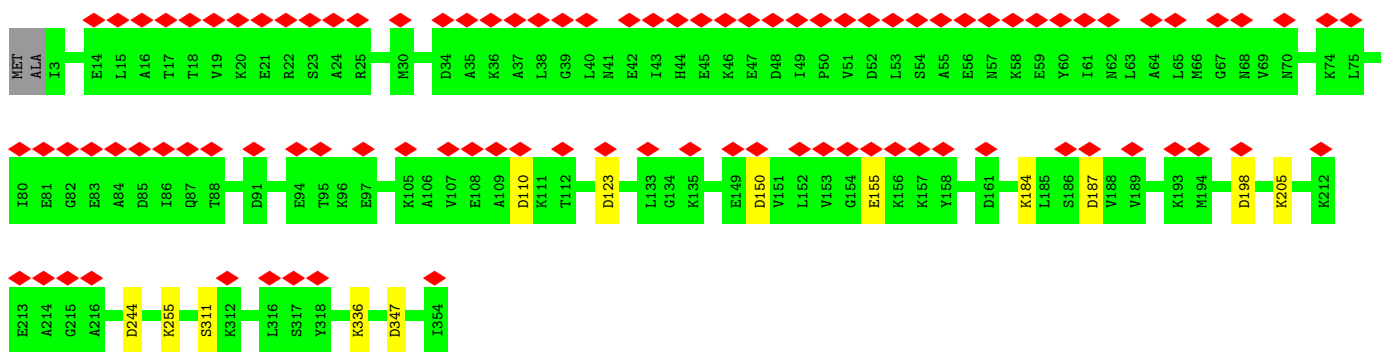 MET ALA I3 E14 L15 A16 T17 T18 V19 K20 E21 R22 S23 A24 R25 M30 D34 A35 K36 A37 L38 G39 L40 N41 E42 I43 H44 E45 K46 E47 D48 I49 P50 V51 D52 L53 S54 A55 E56 N57 K58 E59 Y60 I61 N62 L63 A64 L65 M66 G67 N68 V69 N70 K74 L75
I80 E81 G82 E83 A84 D85 I86 Q87 T88 D91 E94 T95 K96 E97 K105 A106 V107 E108 A109 D110 K111 T112 D123 L133 G134 K135 E149 D150 V151 L152 V153 G154 E155 K156 K157 Y158 D161 K184 L185 S186 D187 V188 V189 K193 M194 D198 K205 K212
E213 A214 G215 A216 D244 K255 S311 K312 L316 S317 Y318 K336 D347 I354